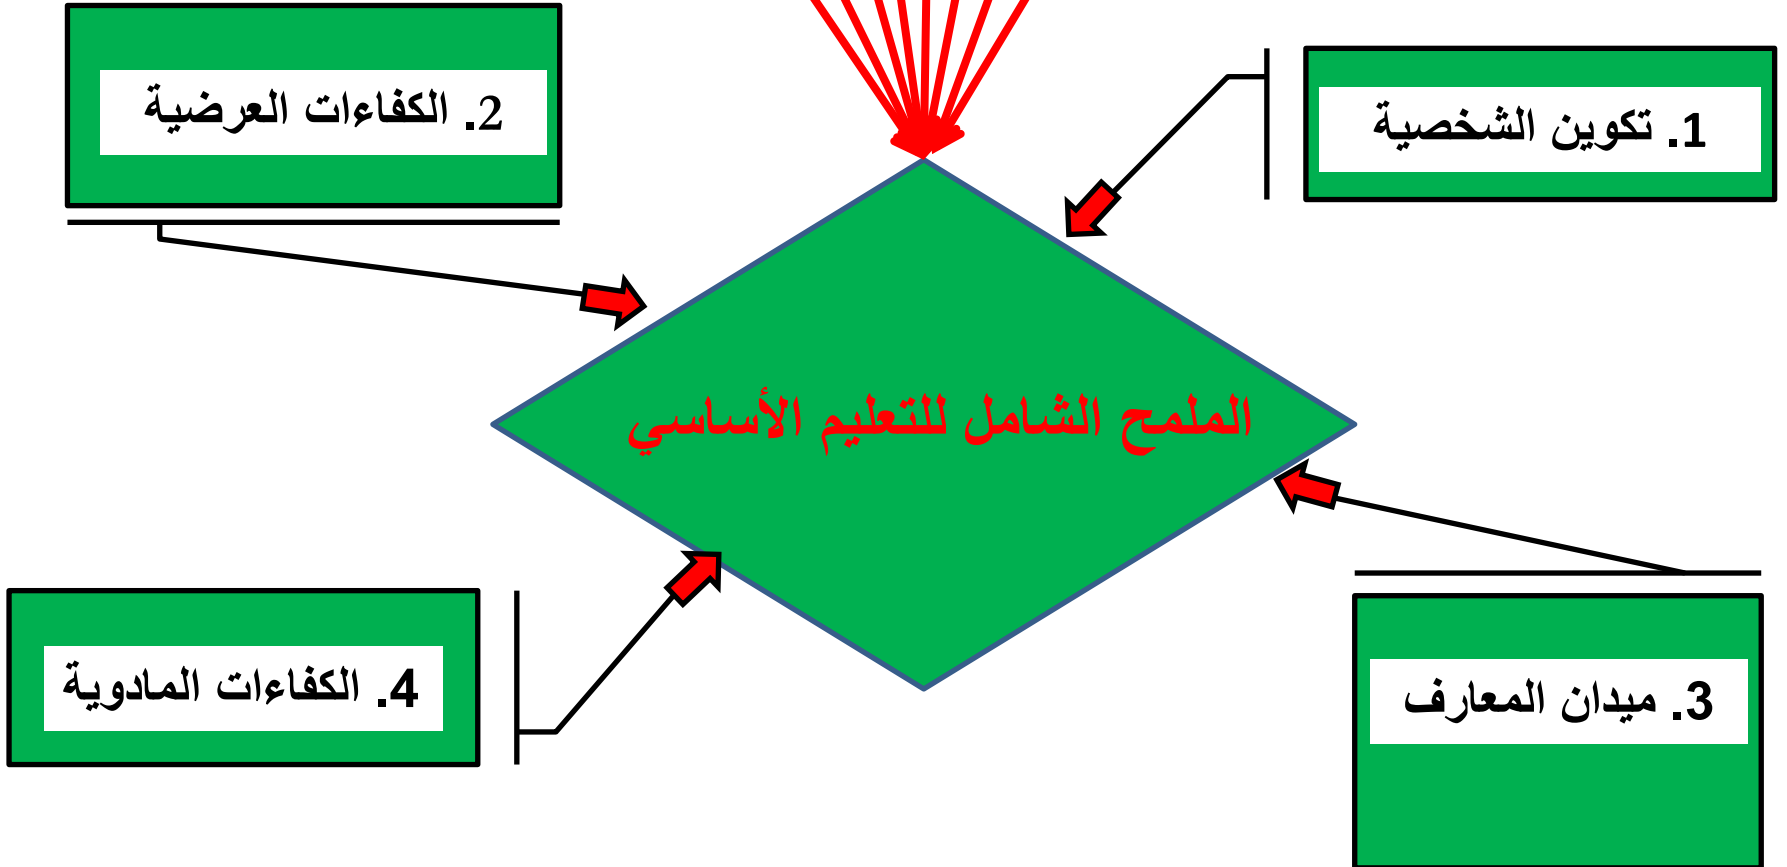 1. تكوين الشخصية
2. الكفاءات العرضية
الملمح الشامل للتعليم الأساسي
3. ميدان المعارف
4. الكفاءات المادوية